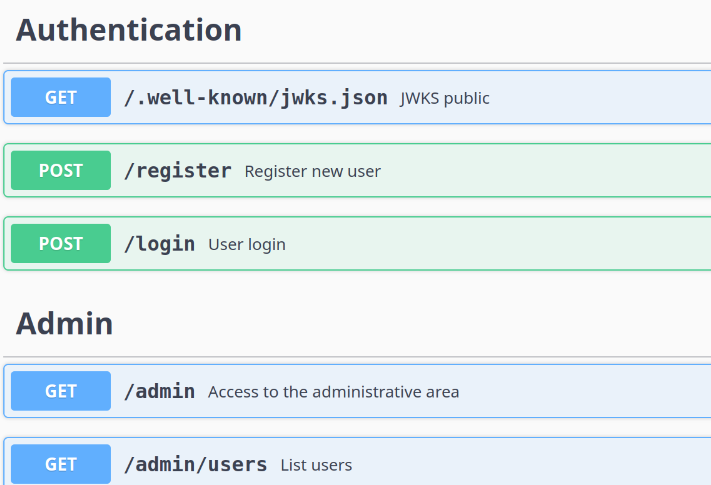 Authentication
GET /.well-known/jwks.json JWKS public
POST /register Register new user
POST /login User login
Admin
GET /admin Access to the administrative area
GET /admin/users List users